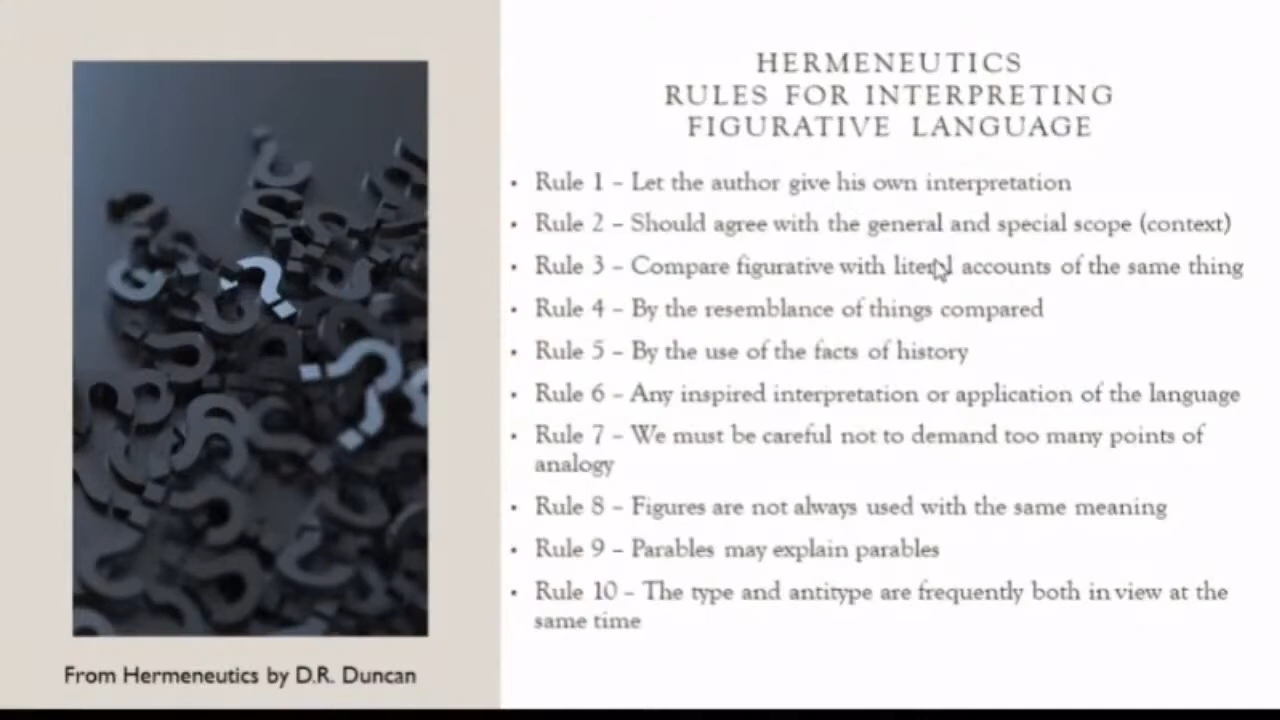 HERMENEUTICS
RULES FOR INTERPRETING
FIGURATIVE LANGUAGE
• Rule 1 – Let the author give his own interpretation
• Rule 2 – Should agree with the general and special scope (context)
• Rule 3 – Compare figurative with literal accounts of the same thing
• Rule 4 – By the resemblance of things compared
• Rule 5 – By the use of the facts of history
• Rule 6 – Any inspired interpretation or application of the language
• Rule 7 – We must be careful not to demand too many points of
analogy
• Rule 8 – Figures are not always used with the same meaning
• Rule 9 – Parables may explain parables
• Rule 10 – The type and antitype are frequently both in view at the
same time
From Hermeneutics by D.R. Duncan